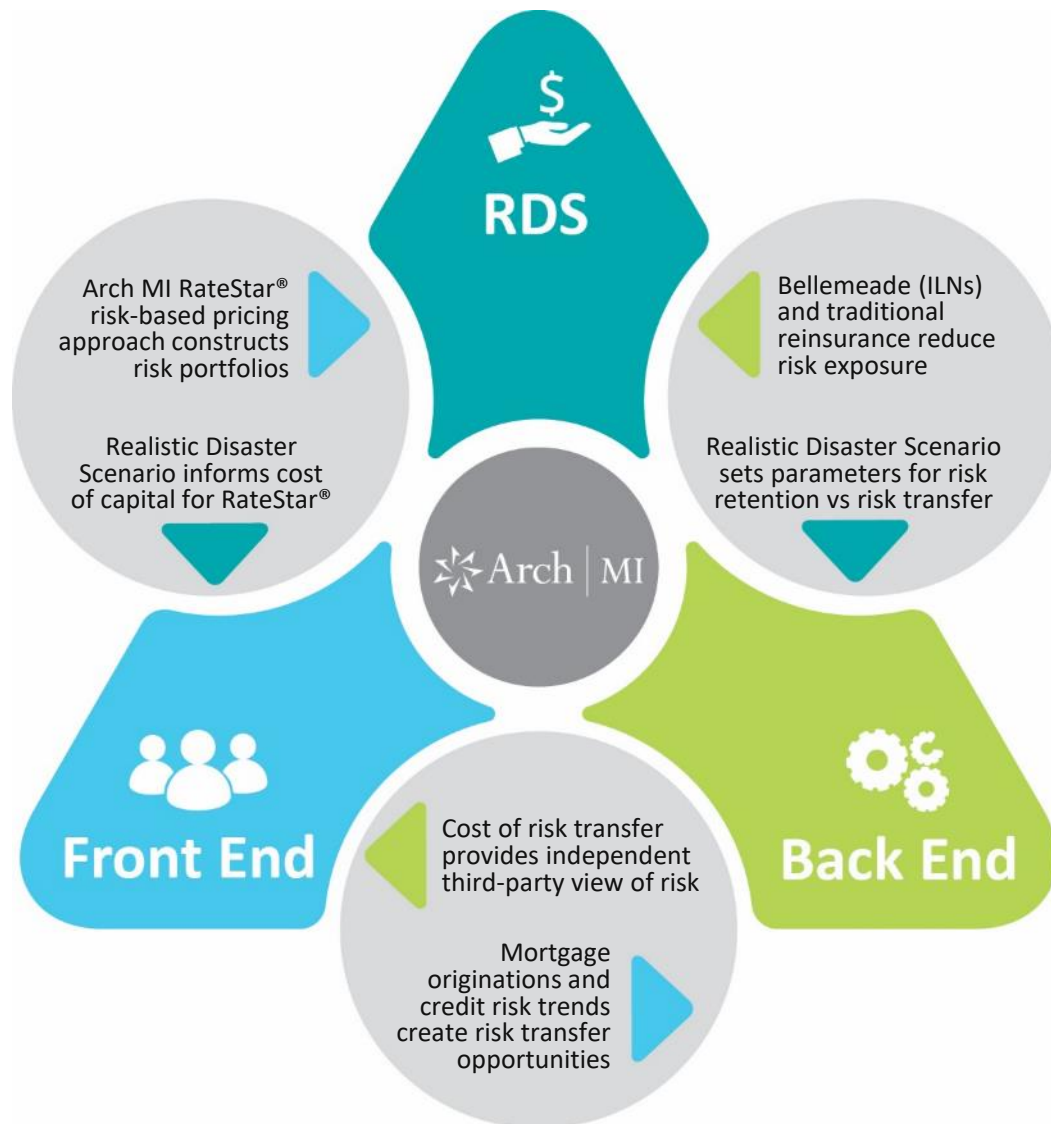 $
RDS
Arch MI RateStar®
risk-based pricing
approach constructs
risk portfolios
Realistic Disaster
Scenario informs cost
of capital for RateStar®
Bellemeade (ILNs)
and traditional
reinsurance reduce
risk exposure
Realistic Disaster Scenario
sets parameters for risk
retention vs risk transfer
Arch | MI
Front End
Cost of risk transfer
provides independent
third-party view of risk
Mortgage
originations and
credit risk trends
create risk transfer
opportunities
Back End